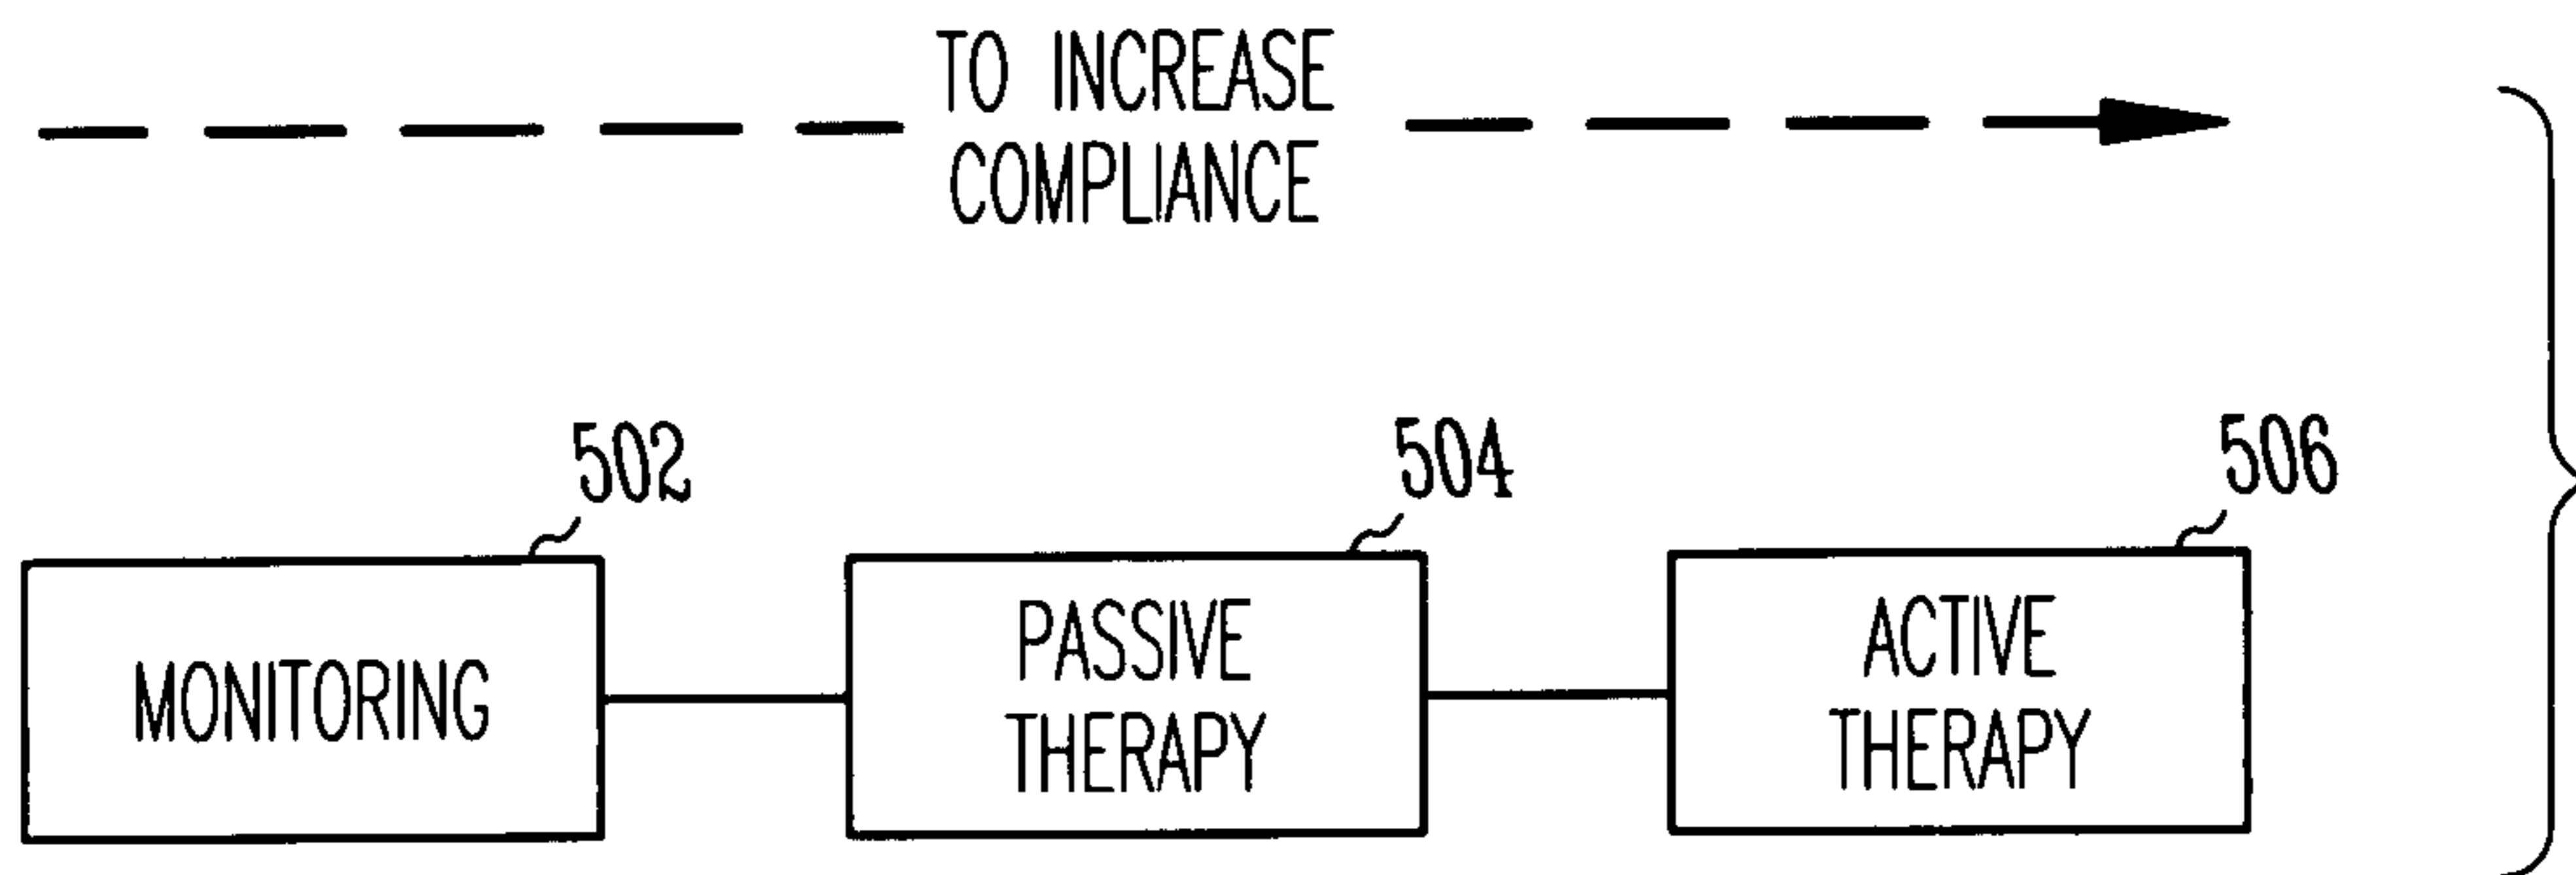 TO INCREASE
COMPLIANCE
502
504
506
MONITORING
PASSIVE
THERAPY
ACTIVE
THERAPY